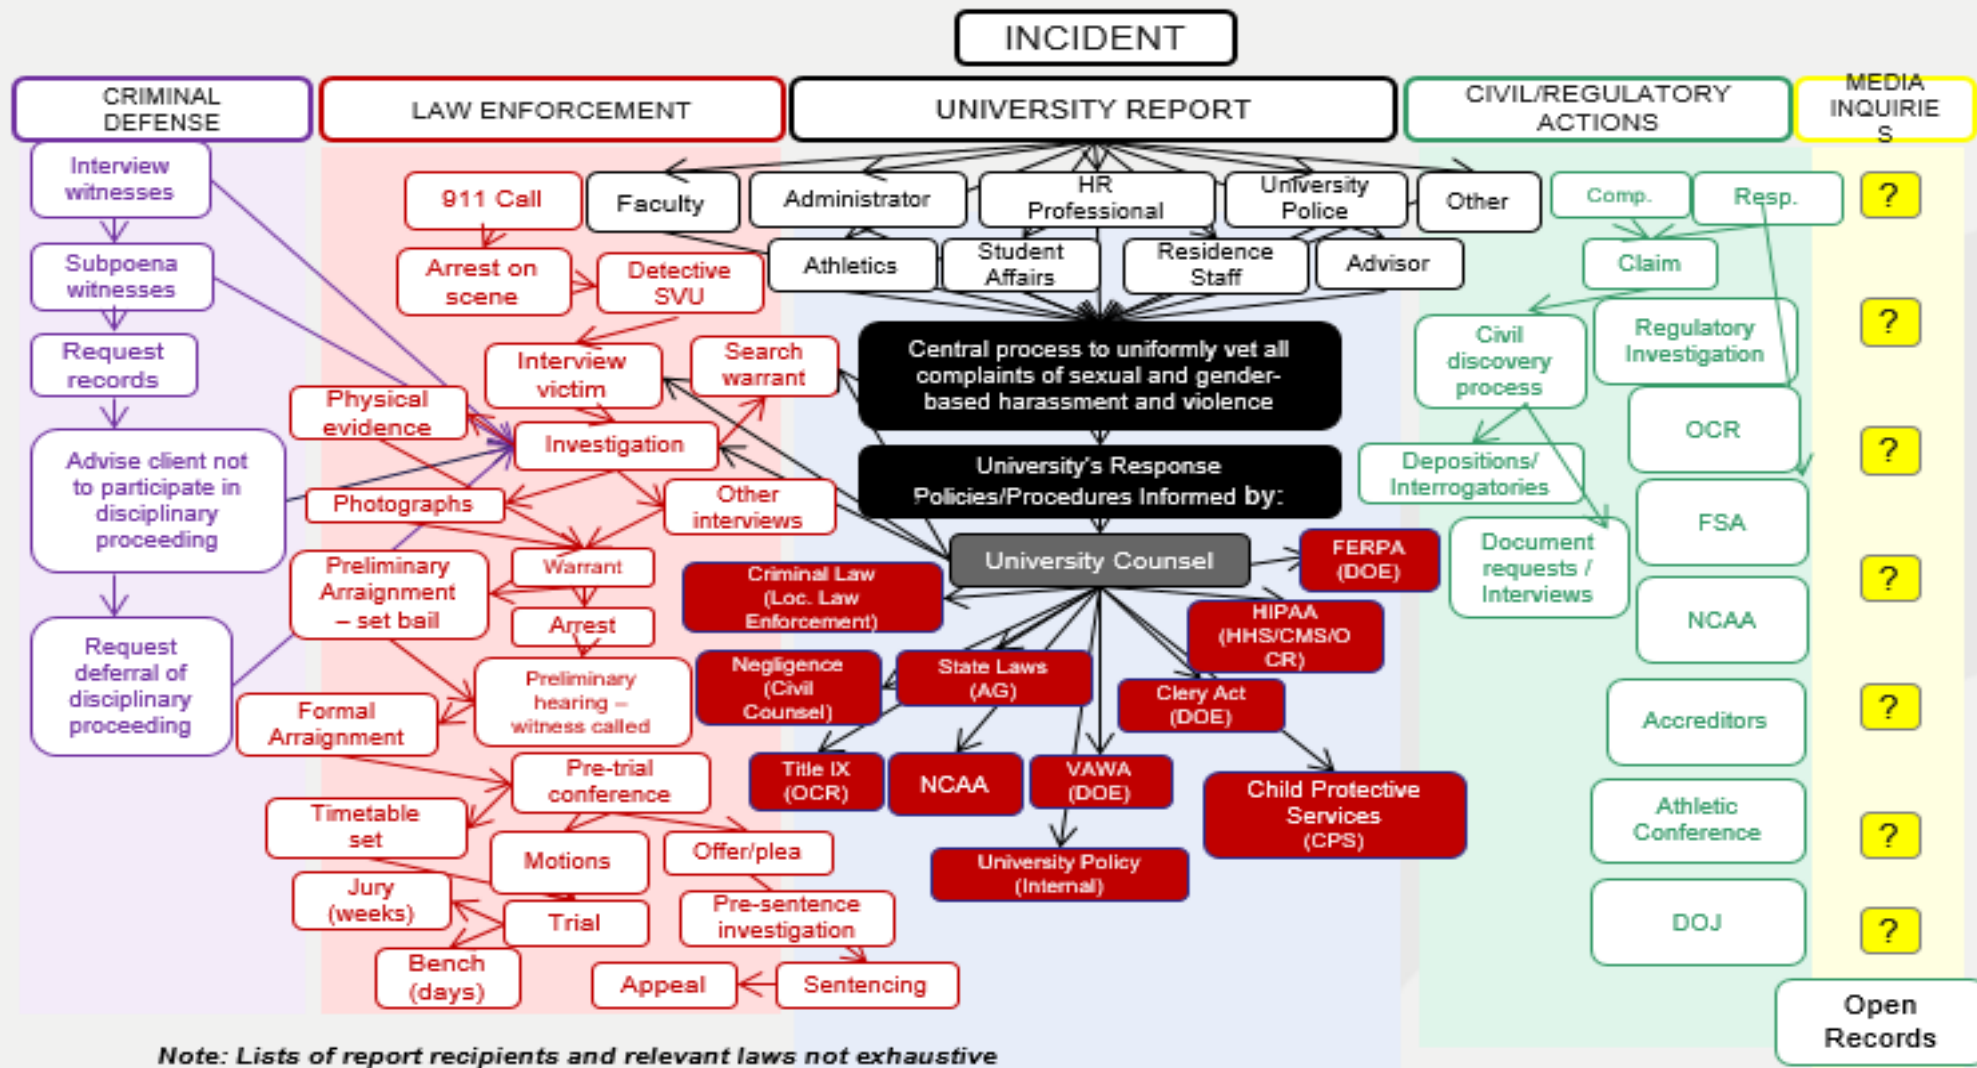 INCIDENT
CRIMINAL
DEFENSE
LAW ENFORCEMENT
UNIVERSITY REPORT
CIVIL/REGULATORY
ACTIONS
MEDIA
INQUIRIE
S
Interview
witnesses
Subpoena
witnesses
Request
records
Advise client not
to participate in
disciplinary
proceeding
Request
deferral of
disciplinary
proceeding
911 Call
Arrest on
scene
Detective
SVU
Interview
victim
Search
warrant
Physical
evidence
Investigation
Photographs
Other
interviews
Preliminary
Arraignment
– set bail
Warrant
Arrest
Preliminary
hearing –
witness called
Formal
Arraignment
Pre-trial
conference
Timetable
set
Motions
Offer/plea
Jury
(weeks)
Trial
Pre-sentence
investigation
Bench
(days)
Appeal
Sentencing
Faculty
Administrator
HR
Professional
University
Police
Other
Athletics
Student
Affairs
Residence
Staff
Advisor
Central process to uniformly vet all
complaints of sexual and gender-
based harassment and violence
University's Response
Policies/Procedures Informed by:
University Counsel
FERPA
(DOE)
Criminal Law
(Loc. Law
Enforcement)
HIPAA
(HHS/CMS/O
CR)
Negligence
(Civil
Counsel)
State Laws
(AG)
Clery Act
(DOE)
Title IX
(OCR)
NCAA
VAWA
(DOE)
Child Protective
Services
(CPS)
University Policy
(Internal)
Comp.
Resp.
Claim
Civil
discovery
process
Regulatory
Investigation
OCR
Depositions/
Interrogatories
FSA
Document
requests /
Interviews
NCAA
Accreditors
Athletic
Conference
DOJ
?
?
?
?
?
?
?
Open
Records
Note: Lists of report recipients and relevant laws not exhaustive